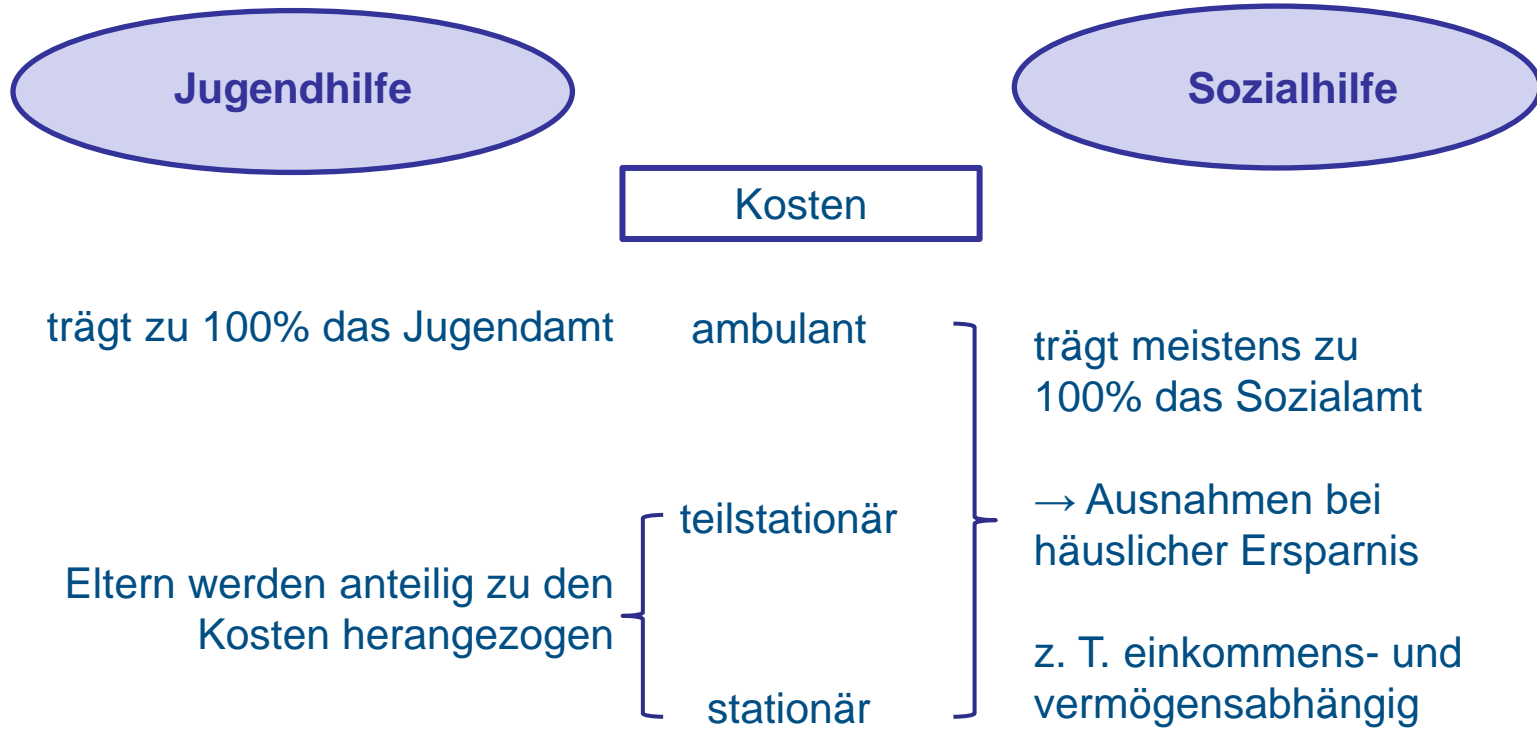 Jugendhilfe
Sozialhilfe
Kosten
trägt zu 100% das Jugendamt
ambulant
trägt meistens zu
100% das Sozialamt
teilstationär
→ Ausnahmen bei
häuslicher Ersparnis
Eltern werden anteilig zu den
Kosten herangezogen
stationär
z. T. einkommens- und
vermögensabhängig